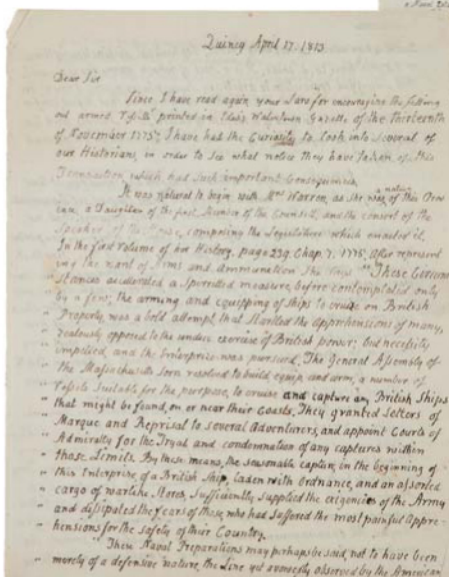 Quincy April 17. 1813
Dear Sir
Since I have read again your Law for encouraging the fitting
out armed Vessells printed in Edes's Watertown Gazette of the thirteenth
of November 1775, I have had the Curiosity to look into several of
our Historians, in order to see what notice they have taken of this
Transaction which had such important Consequences.
It was natural to begin with Mrs Warren, as she was a native of this Ocean
a Daughter of the first Member of the Council, and the consort of the
Speaker of the House, comprising the Legislature which enacted it.
In the first Volume of her History. page 239. Chap. 7. 1775. After represent
ing the want of Arms and Ammunition she says "These Circum
"Stances accelerated a spirited measure, before contemplated only
" by a few; the arming and equipping of ships to cruise on British
" Property, was a bold attempt, that startled the apprehensions of many,
" zealously opposed to the undue exercise of British power; but necessity
" impelled, and the enterprise was pursued. The General Assembly of
" the Massachusetts soon resolved to build, equip and arm, a number of
" Vessels suitable for the purpose, to cruise and capture any British Ships
" that might be found, on or near their Coasts. They granted Letters of
" Marque and Reprisal to several Adventurers, and appoint Courts of
" Admiralty for the Tryal and condemnation of any captures within
" those Limits. By these means, the seasonable capture, in the beginning of
" this Enterprize, of a British Ship, laden with Ordnance, and an assorted
" cargo of warlike Stores, sufficiently supplied the exigencies of the Army
" and dissipated the fears of those, who had suffered the most painful Appre-
" hensions for the safety of their Country.
" These Naval Preparations may perhaps be said, not to have been
" merely of a defensive nature, the Line yet avowedly observed by the American